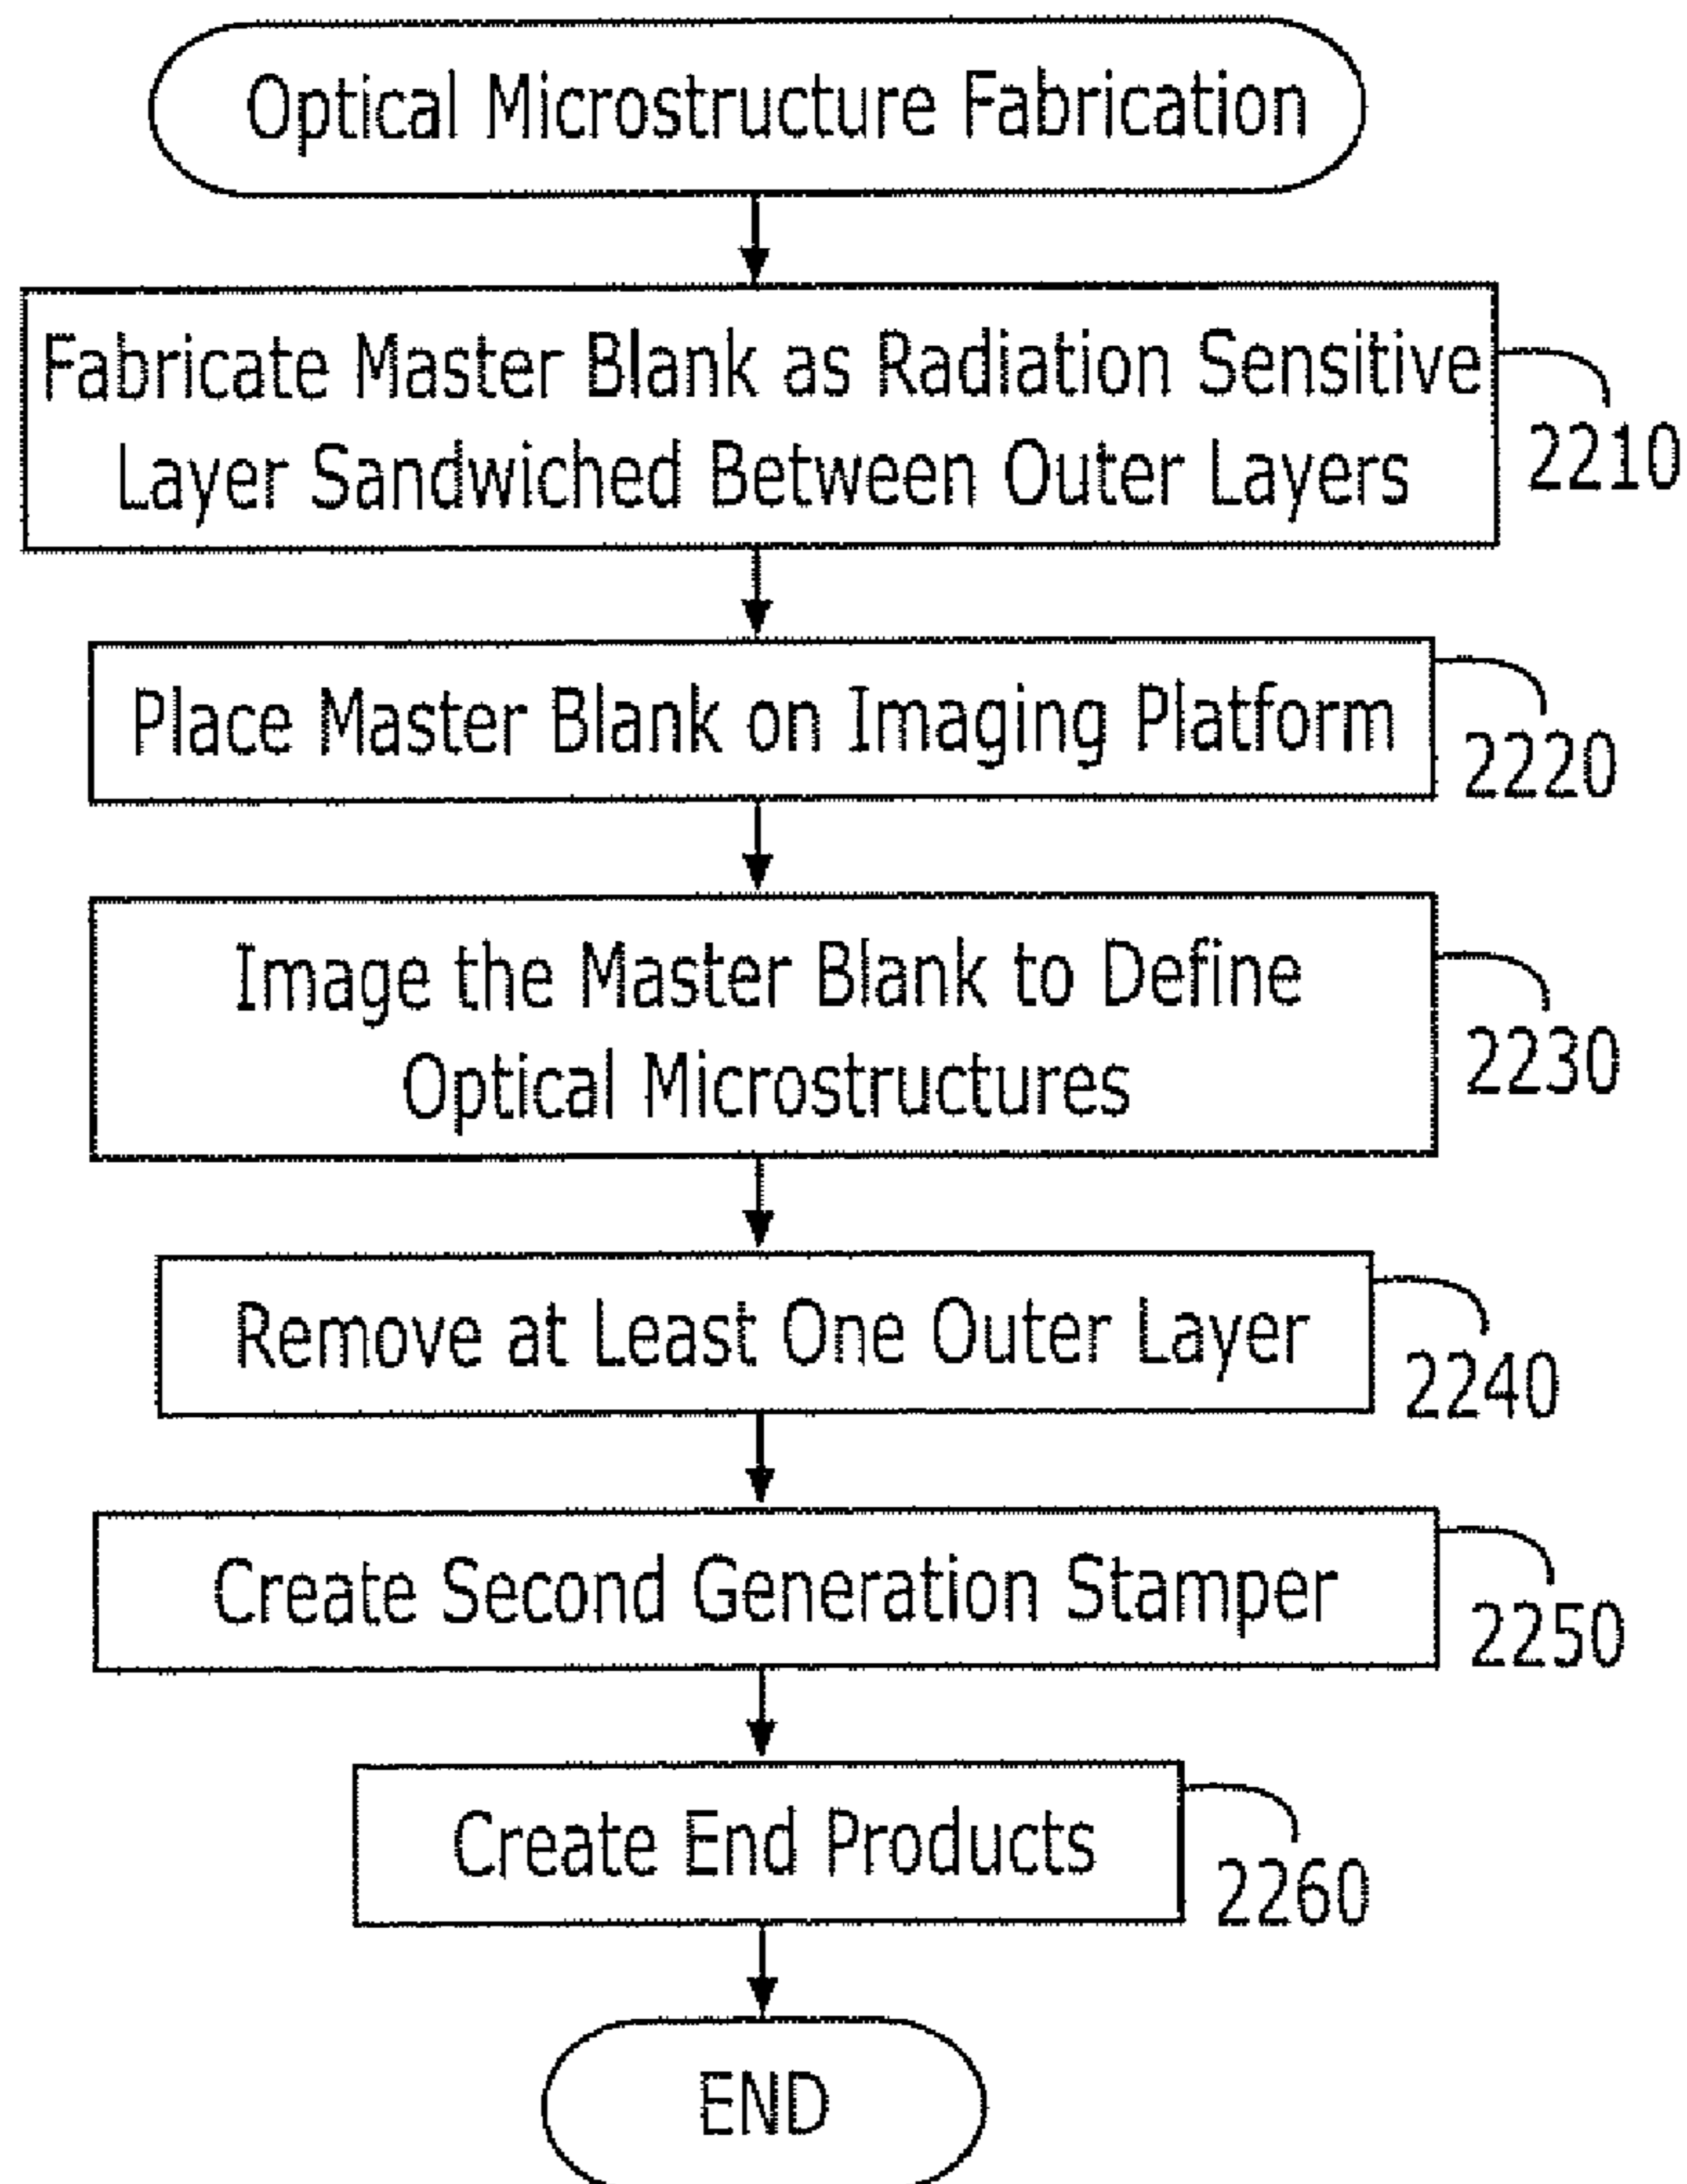 Optical Microstructure Fabrication
Fabricate Master Blank as Radiation Sensitive
Layer Sandwiched Between Outer Layers
2210
Place Master Blank on Imaging Platform
2220
Image the Master Blank to Define
Optical Microstructures
2230
Remove at Least One Outer Layer
2240
Create Second Generation Stamper
2250
Create End Products
2260
END